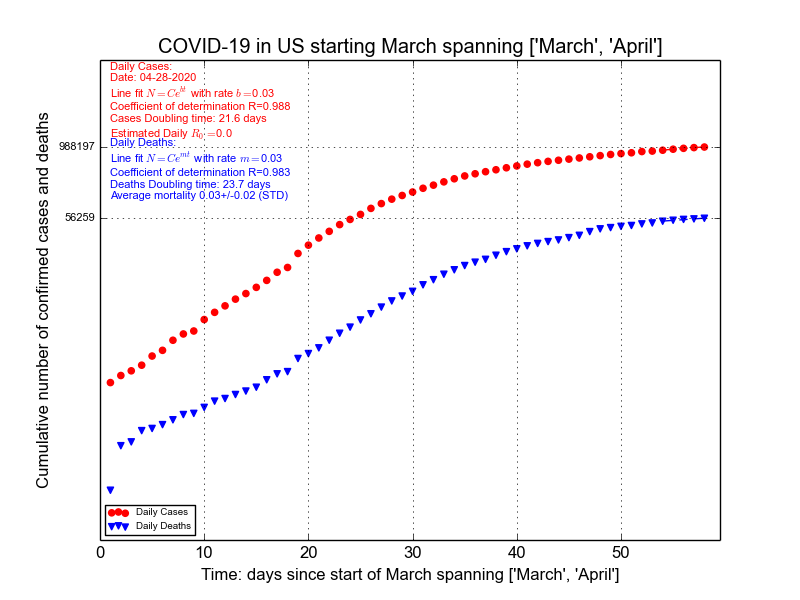 COVID-19 in US starting March spanning ['March', 'April']
Daily Cases:
Date: 04-28-2020
Line fit N = Ce^{bt} with rate b = 0.03
Coefficient of determination R=0.988
Cases Doubling time: 21.6 days
Estimated Daily R_0 = 0.0
Daily Deaths:
Line fit N = Ce^{mt} with rate m = 0.03
Coefficient of determination R=0.983
Deaths Doubling time: 23.7 days
Average mortality 0.03+/-0.02 (STD)
988197
56259
Cumulative number of confirmed cases and deaths
Daily Cases
Daily Deaths
0 10 20 30 40 50
Time: days since start of March spanning ['March', 'April']